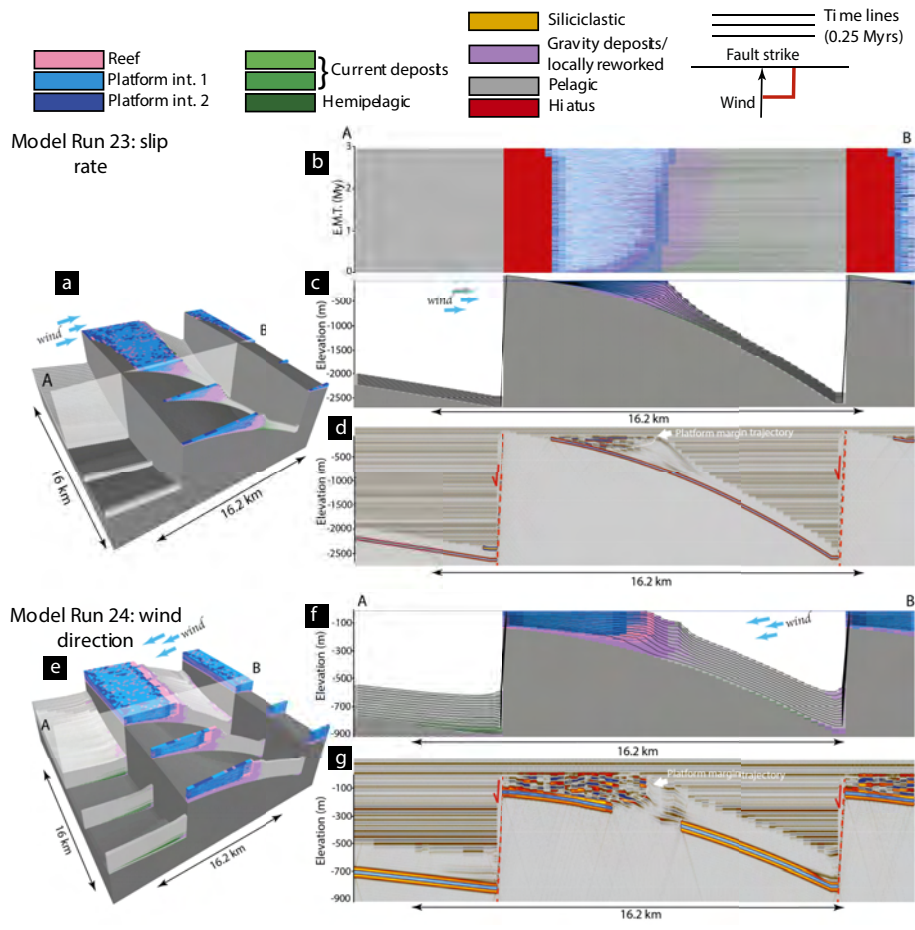 Reef
Platform int. 1
Platform int. 2
Current deposits
Hemipelagic
Siliciclastic
Gravity deposits/
locally reworked
Pelagic
Hiatus
Time lines
(0.25 Myrs)
Fault strike
Wind
Model Run 23: slip
rate
A
B
b
E.M.T. (My)
3
2
1
0
a
wind
A
B
16 km
16.2 km
c
wind
Elevation (m)
-500
-1000
-1500
-2000
-2500
16.2 km
d
Platform margin trajectory
Elevation (m)
-500
-1000
-1500
-2000
-2500
16.2 km
Model Run 24: wind
direction
wind
e
A
B
16 km
16.2 km
A
B
f
wind
Elevation (m)
-100
-300
-500
-700
-900
16.2 km
g
Platform margin trajectory
Elevation (m)
-100
-300
-500
-700
-900
16.2 km